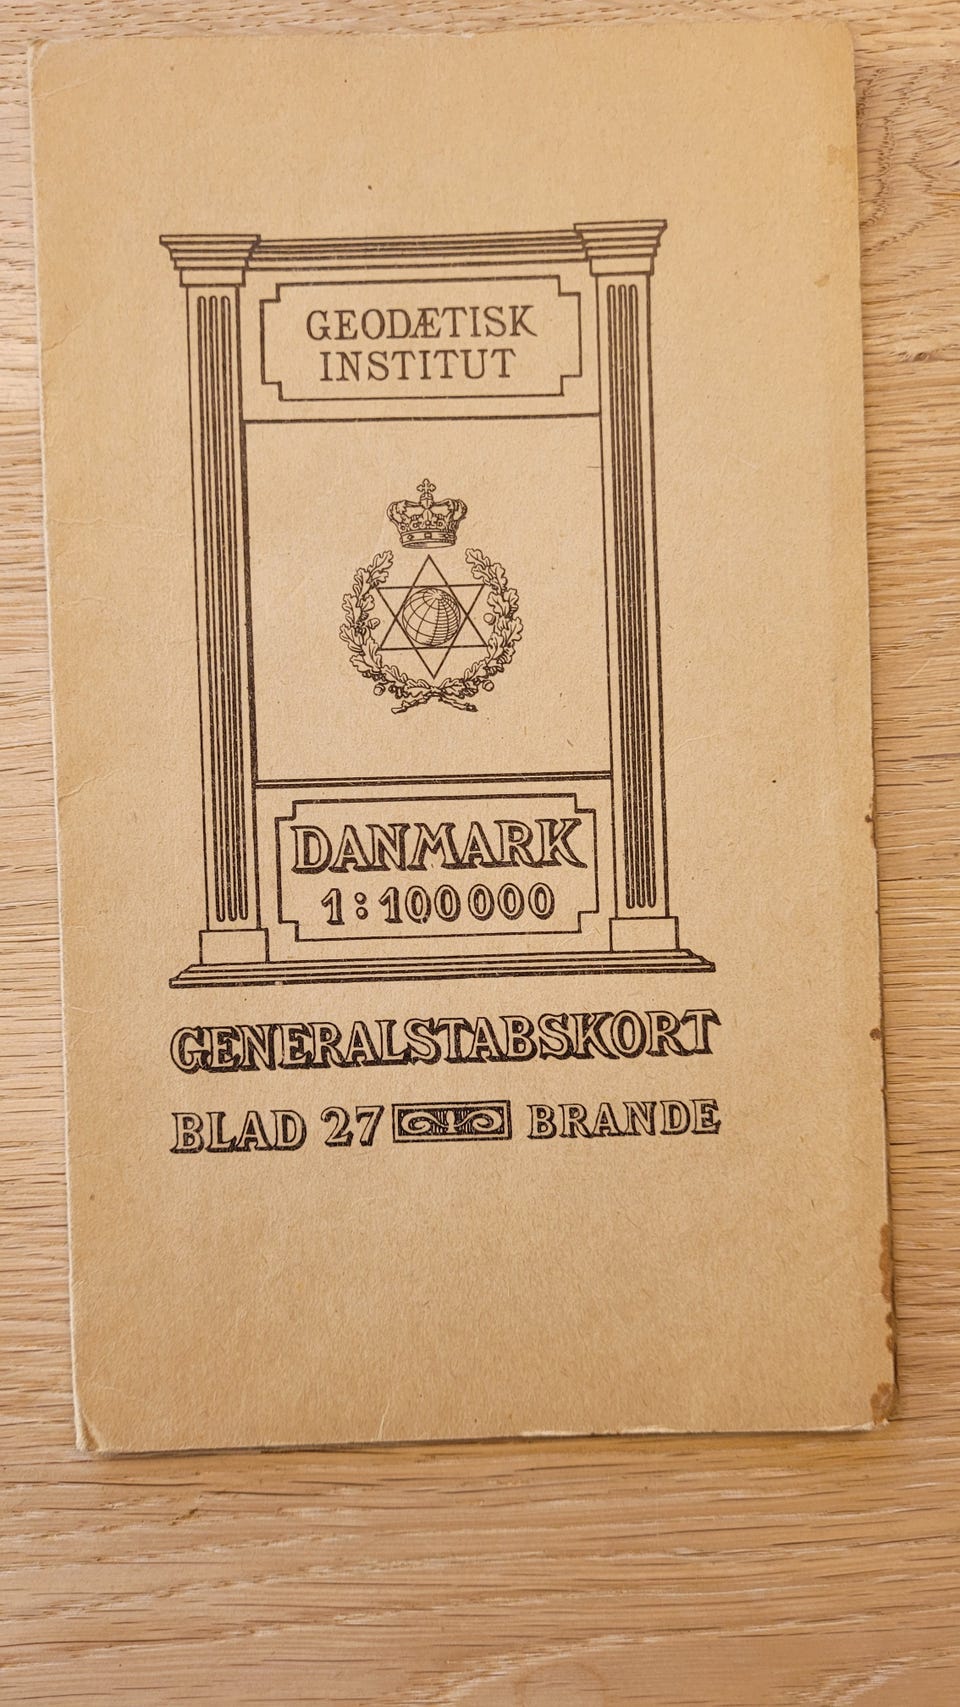 GEODÆTISK
INSTITUT
DANMARK
1:100000
GENERALSTABSKORT
BLAD 27 BRANDE